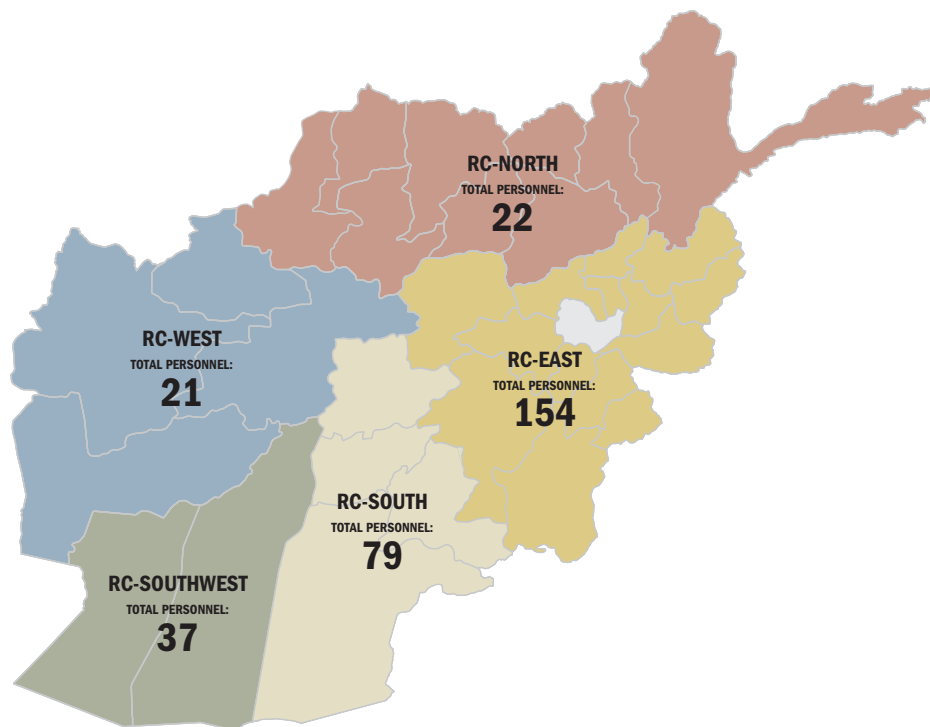 RC-NORTH
TOTAL PERSONNEL:
22
RC-WEST
TOTAL PERSONNEL:
21
RC-EAST
TOTAL PERSONNEL:
154
RC-SOUTH
TOTAL PERSONNEL:
79
RC-SOUTHWEST
TOTAL PERSONNEL:
37